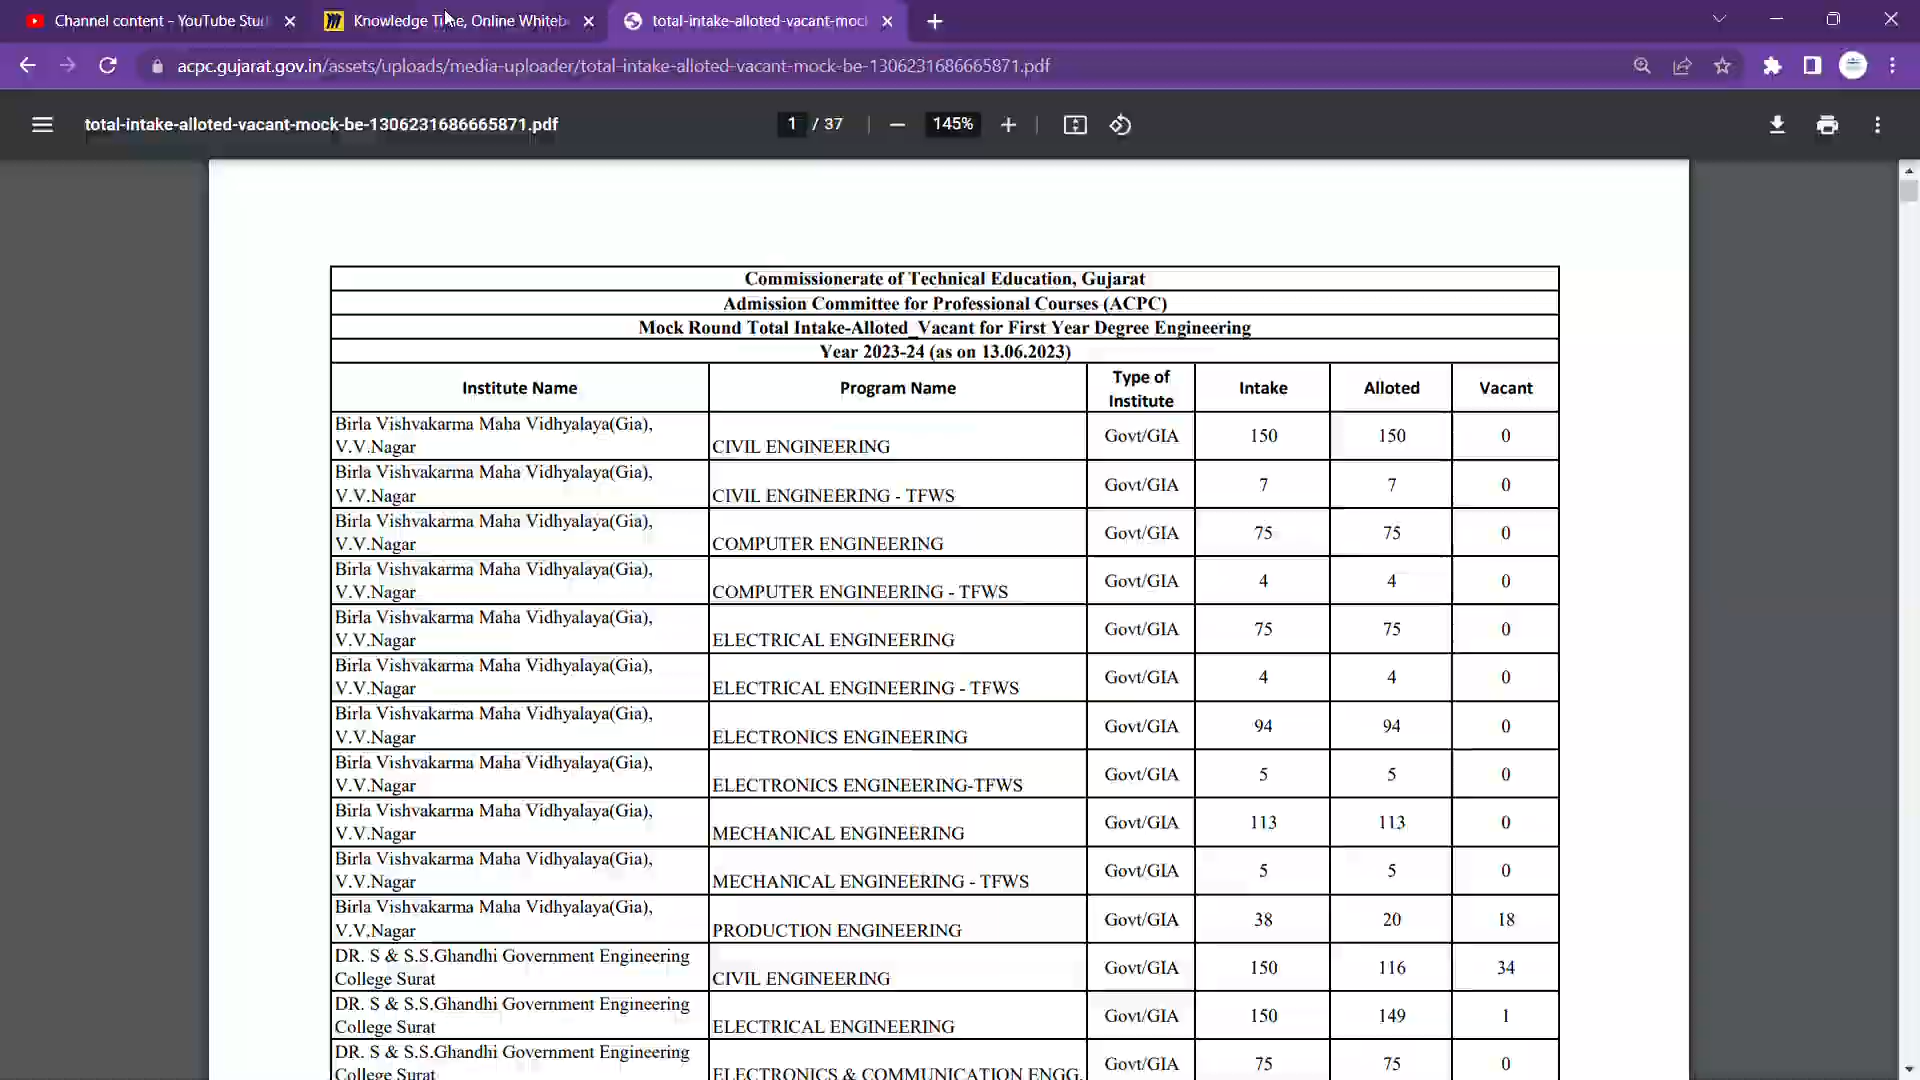 Channel content - YouTube Stu
Knowledge Time, Online Whiteb
total-intake-alloted-vacant-moc
acpc.gujarat.gov.in/assets/uploads/media-uploader/total-intake-alloted-vacant-mock-be-1306231686665871.pdf
total-intake-alloted-vacant-mock-be-1306231686665871.pdf
1 / 37
145%
Commissionerate of Technical Education, Gujarat
Admission Committee for Professional Courses (ACPC)
Mock Round Total Intake-Alloted_Vacant for First Year Degree Engineering
Year 2023-24 (as on 13.06.2023)
Institute Name Program Name Type of Institute Intake Alloted Vacant
Birla Vishvakarma Maha Vidhyalaya(Gia),
V.V.Nagar CIVIL ENGINEERING Govt/GIA 150 150 0
Birla Vishvakarma Maha Vidhyalaya(Gia),
V.V.Nagar CIVIL ENGINEERING - TFWS Govt/GIA 7 7 0
Birla Vishvakarma Maha Vidhyalaya(Gia),
V.V.Nagar COMPUTER ENGINEERING Govt/GIA 75 75 0
Birla Vishvakarma Maha Vidhyalaya(Gia),
V.V.Nagar COMPUTER ENGINEERING - TFWS Govt/GIA 4 4 0
Birla Vishvakarma Maha Vidhyalaya(Gia),
V.V.Nagar ELECTRICAL ENGINEERING Govt/GIA 75 75 0
Birla Vishvakarma Maha Vidhyalaya(Gia),
V.V.Nagar ELECTRICAL ENGINEERING - TFWS Govt/GIA 4 4 0
Birla Vishvakarma Maha Vidhyalaya(Gia),
V.V.Nagar ELECTRONICS ENGINEERING Govt/GIA 94 94 0
Birla Vishvakarma Maha Vidhyalaya(Gia),
V.V.Nagar ELECTRONICS ENGINEERING-TFWS Govt/GIA 5 5 0
Birla Vishvakarma Maha Vidhyalaya(Gia),
V.V.Nagar MECHANICAL ENGINEERING Govt/GIA 113 113 0
Birla Vishvakarma Maha Vidhyalaya(Gia),
V.V.Nagar MECHANICAL ENGINEERING - TFWS Govt/GIA 5 5 0
Birla Vishvakarma Maha Vidhyalaya(Gia),
V.V.Nagar PRODUCTION ENGINEERING Govt/GIA 38 20 18
DR. S & S.S.Ghandhi Government Engineering
College Surat CIVIL ENGINEERING Govt/GIA 150 116 34
DR. S & S.S.Ghandhi Government Engineering
College Surat ELECTRICAL ENGINEERING Govt/GIA 150 149 1
DR. S & S.S.Ghandhi Government Engineering
College Surat ELECTRONICS & COMMUNICATION ENGG. Govt/GIA 75 75 0